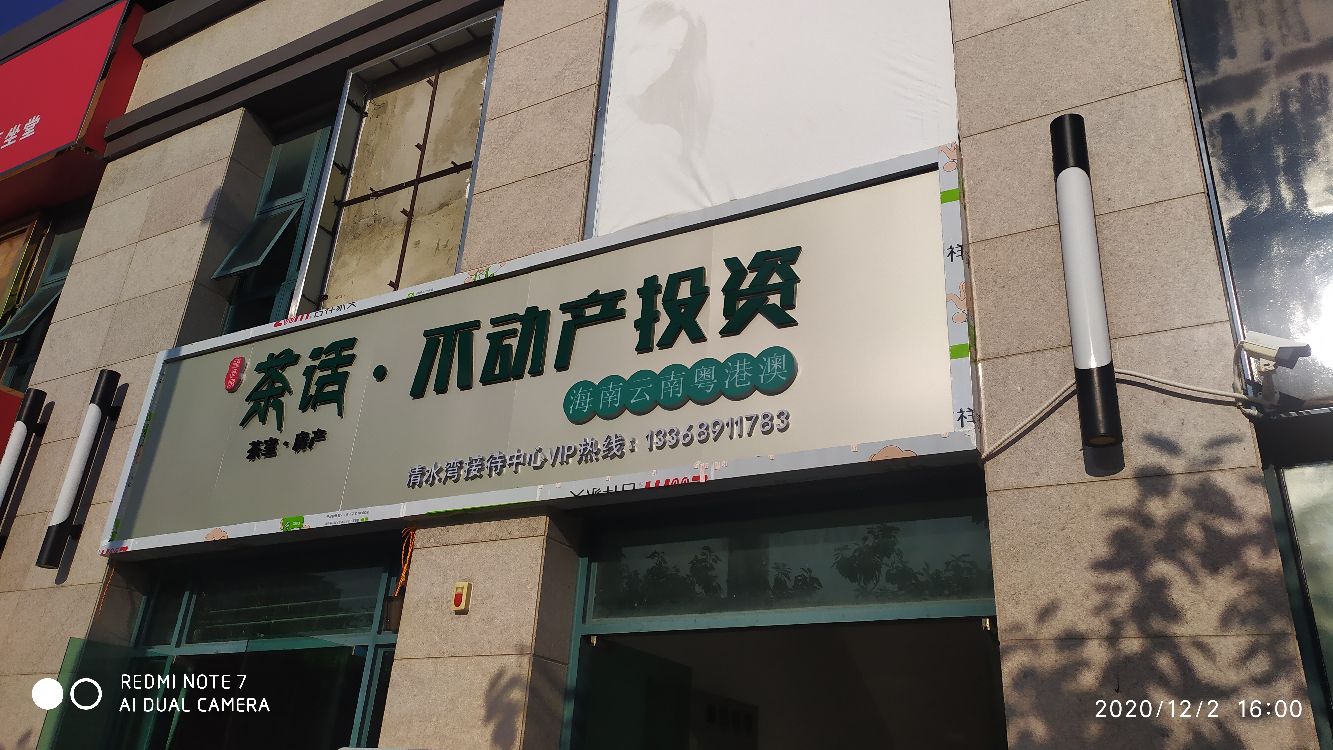 茶话·不动产投资
海南云南粤港澳
茶室·房产
清水湾接待中心VIP热线：13368911783
REDMI NOTE 7
AI DUAL CAMERA
2020/12/2 16:00